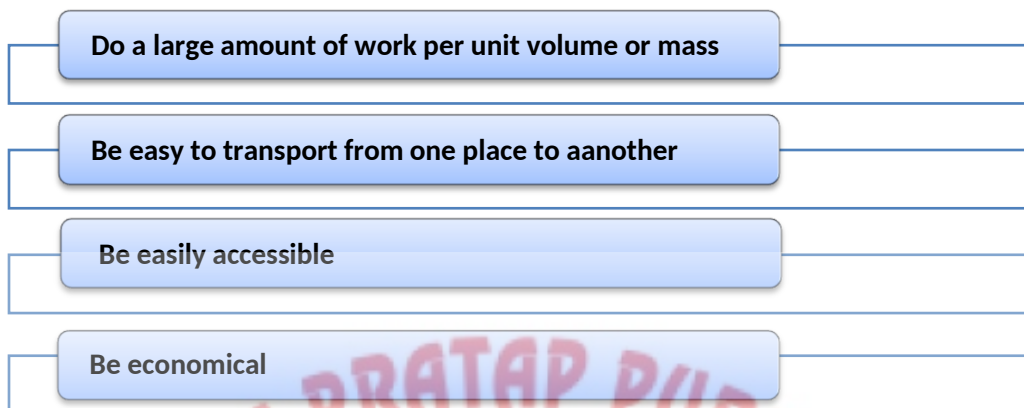 Do a large amount of work per unit volume or mass
Be easy to transport from one place to aanother
Be easily accessible
Be economical
PRATAP